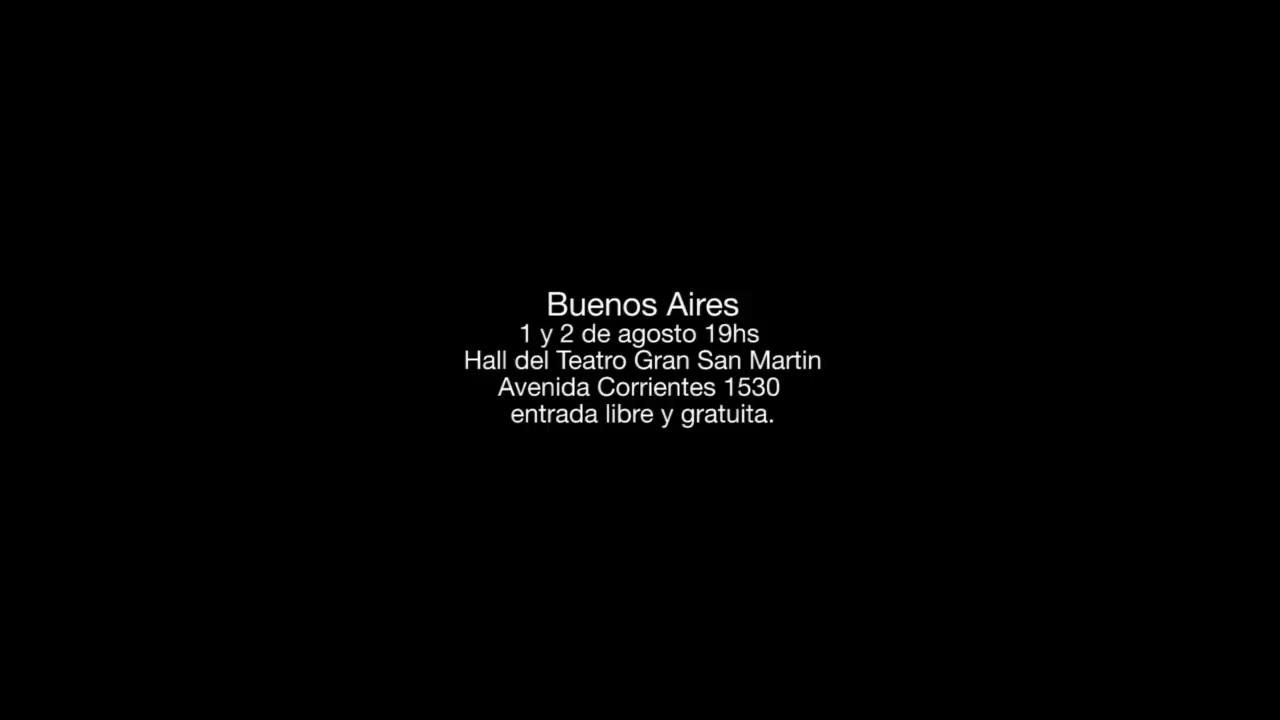 Buenos Aires
1 y 2 de agosto 19hs
Hall del Teatro Gran San Martin
Avenida Corrientes 1530
entrada libre y gratuita.